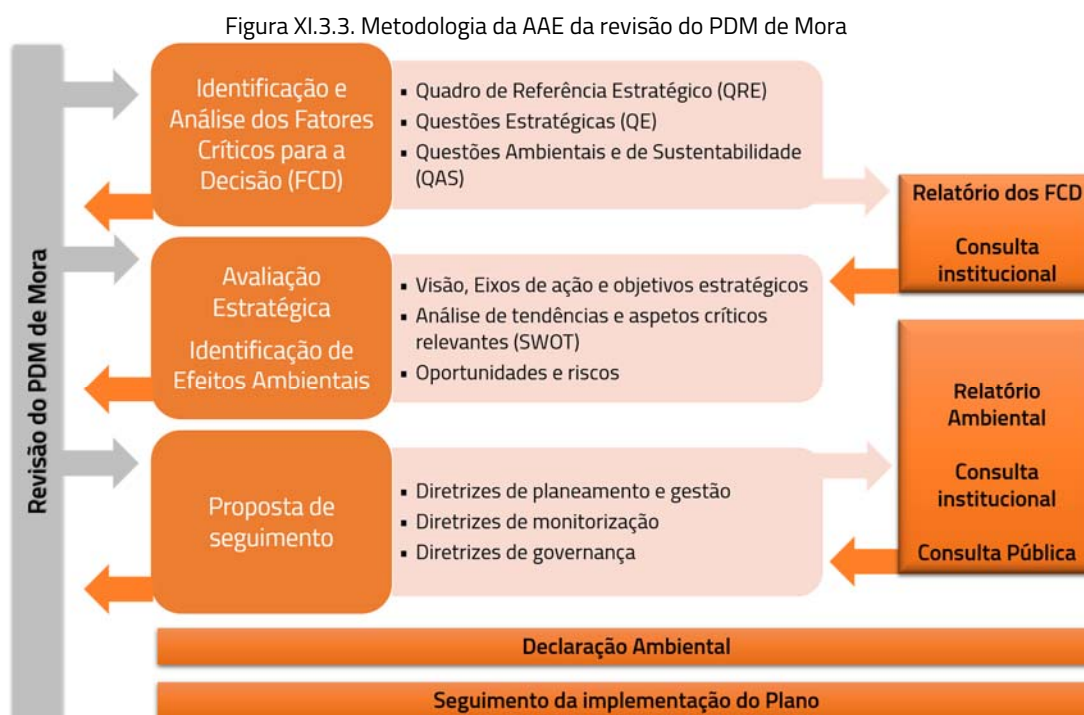 Figura XI.3.3. Metodologia da AAE da revisão do PDM de Mora
Revisão do PDM de Mora
Identificação e
Análise dos Fatores
Críticos para a
Decisão (FCD)
▪ Quadro de Referência Estratégico (QRE)
▪ Questões Estratégicas (QE)
▪ Questões Ambientais e de Sustentabilidade
(QAS)
Relatório dos FCD
Consulta
institucional
Avaliação
Estratégica
Identificação de
Efeitos Ambientais
▪ Visão, Eixos de ação e objetivos estratégicos
▪ Análise de tendências e aspetos críticos
relevantes (SWOT)
▪ Oportunidades e riscos
Relatório
Ambiental
Consulta
institucional
Consulta Pública
Proposta de
seguimento
▪ Diretrizes de planeamento e gestão
▪ Diretrizes de monitorização
▪ Diretrizes de governança
Declaração Ambiental
Seguimento da implementação do Plano